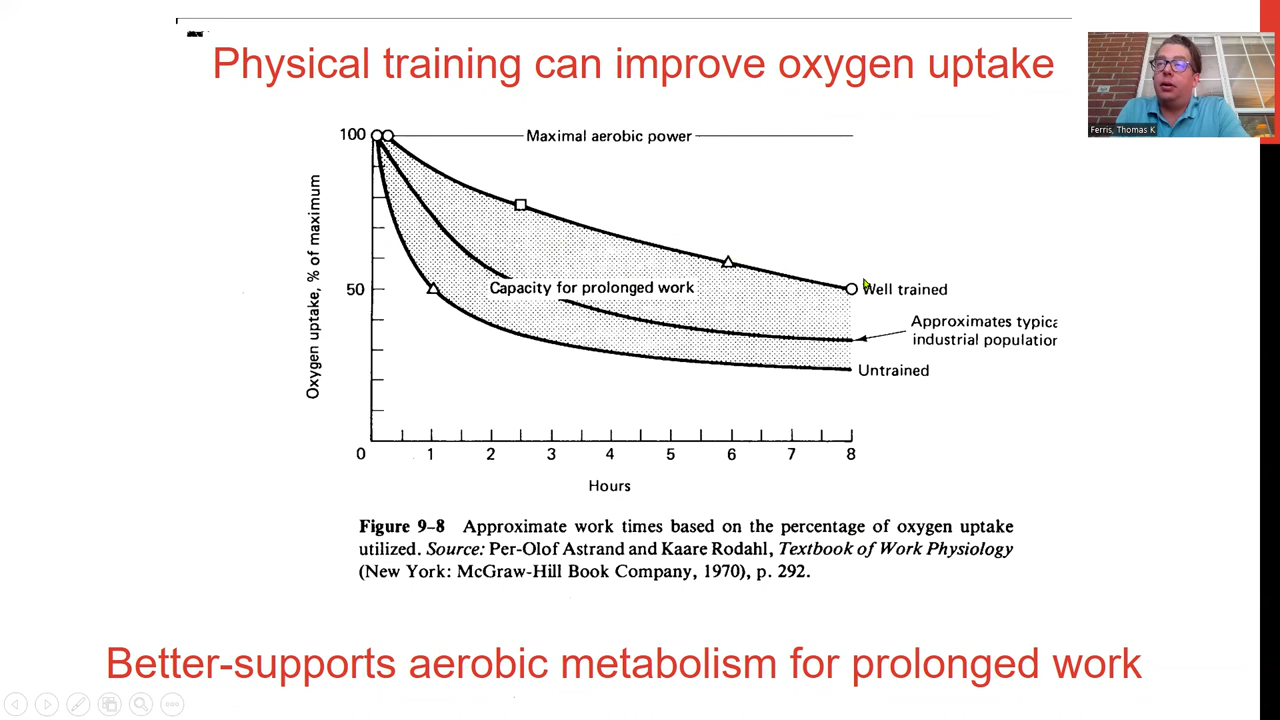 Physical training can improve oxygen uptake
Ferris, Thomas K
100
Maximal aerobic power
Oxygen uptake, % of maximum
50
Capacity for prolonged work
Well trained
Approximates typica
industrial population
Untrained
0 1 2 3 4 5 6 7 8
Hours
Figure 9–8 Approximate work times based on the percentage of oxygen uptake
utilized. Source: Per-Olof Astrand and Kaare Rodahl, Textbook of Work Physiology
(New York: McGraw-Hill Book Company, 1970), p. 292.
Better-supports aerobic metabolism for prolonged work